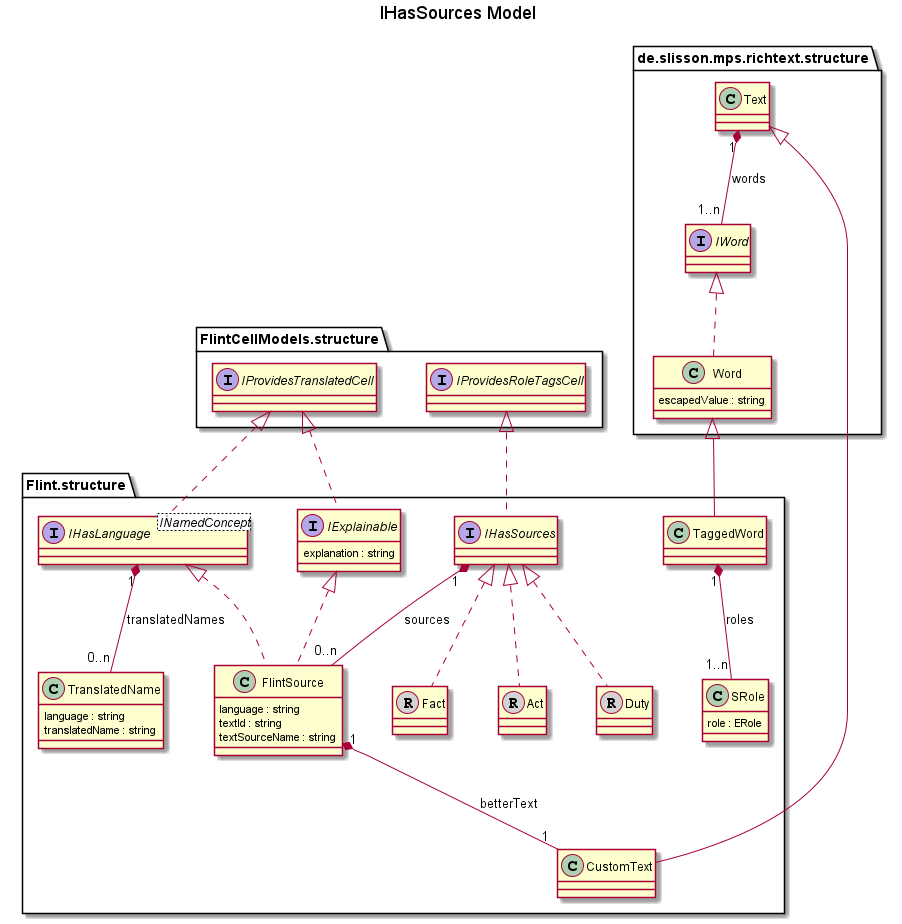 IHasSources Model
de.slisson.mps.richtext.structure
C Text
1
words
1..n
I IWord
C Word
escapedValue : string
FlintCellModels.structure
I IProvidesTranslatedCell
I IProvidesRoleTagsCell
Flint.structure
I IHasLanguage
INamedConcept
I IExplainable
explanation : string
I IHasSources
C TaggedWord
1
1
1
translatedNames
sources
roles
0..n
0..n
1..n
C TranslatedName
language : string
translatedName : string
C FlintSource
language : string
textId : string
textSourceName : string
R Fact
R Act
R Duty
C SRole
role : ERole
1
betterText
1
C CustomText